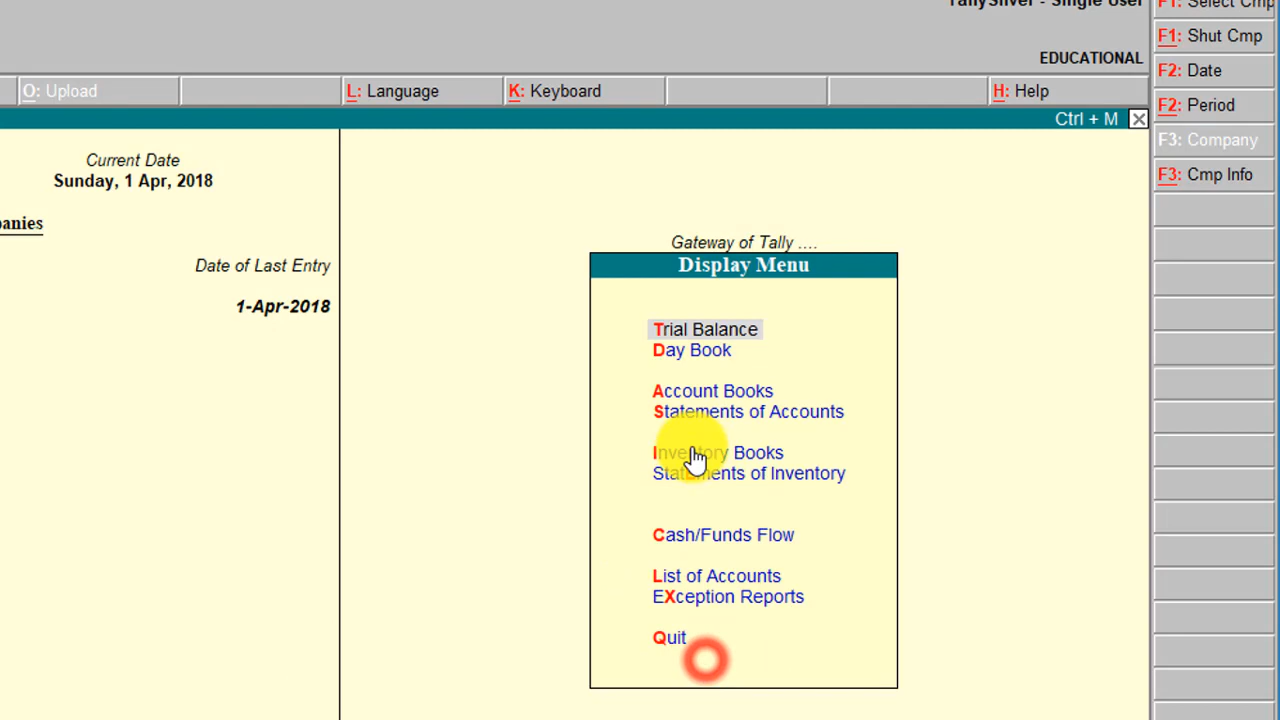 TallySilver - Single User
EDUCATIONAL
F1: Select Cmp
F1: Shut Cmp
F2: Date
F2: Period
F3: Company
F3: Cmp Info
O: Upload
L: Language
K: Keyboard
H: Help
Ctrl + M
Current Date
Sunday, 1 Apr, 2018
panies
Date of Last Entry
1-Apr-2018
Gateway of Tally ....
Display Menu
Trial Balance
Day Book
Account Books
Statements of Accounts
Inventory Books
Statements of Inventory
Cash/Funds Flow
List of Accounts
EXception Reports
Quit